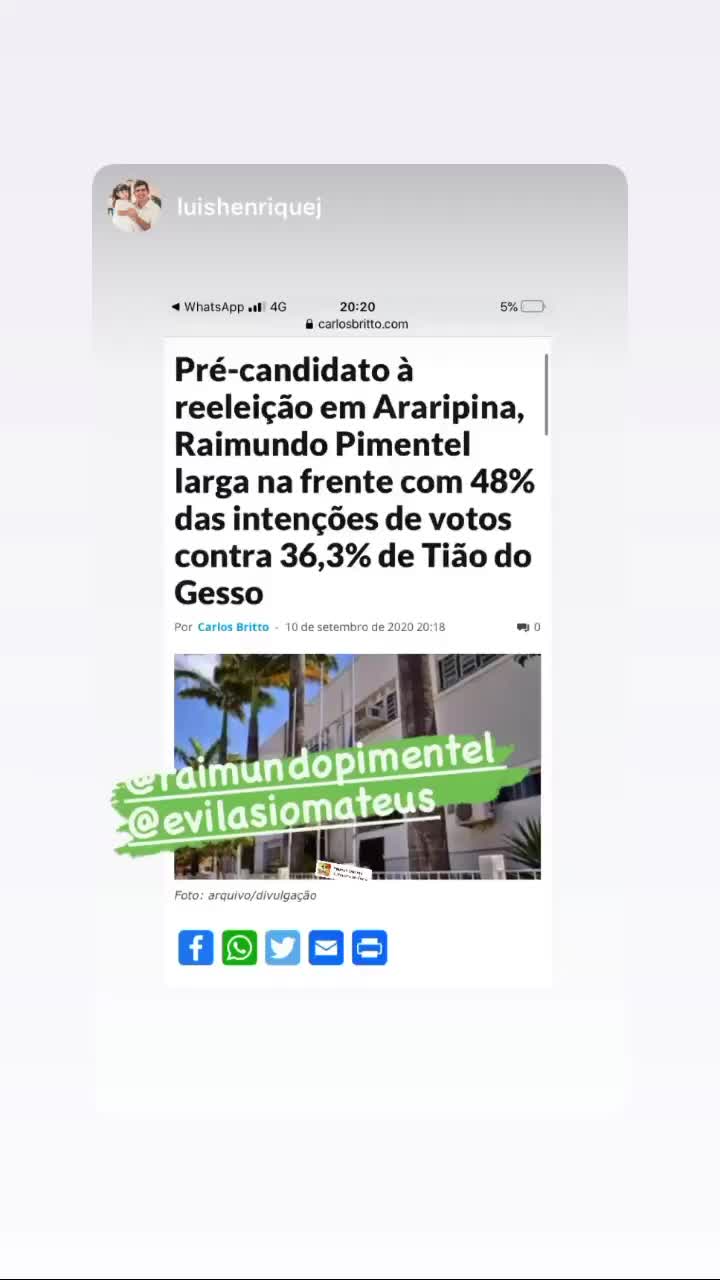 luishenriquej
WhatsApp 4G 20:20 5%
carlosbritto.com
Pré-candidato à
reeleição em Araripina,
Raimundo Pimentel
larga na frente com 48%
das intenções de votos
contra 36,3% de Tião do
Gesso
Por Carlos Britto - 10 de setembro de 2020 20:18 0
@raimundopimentel
@evilasiomateus
Foto: arquivo/divulgação